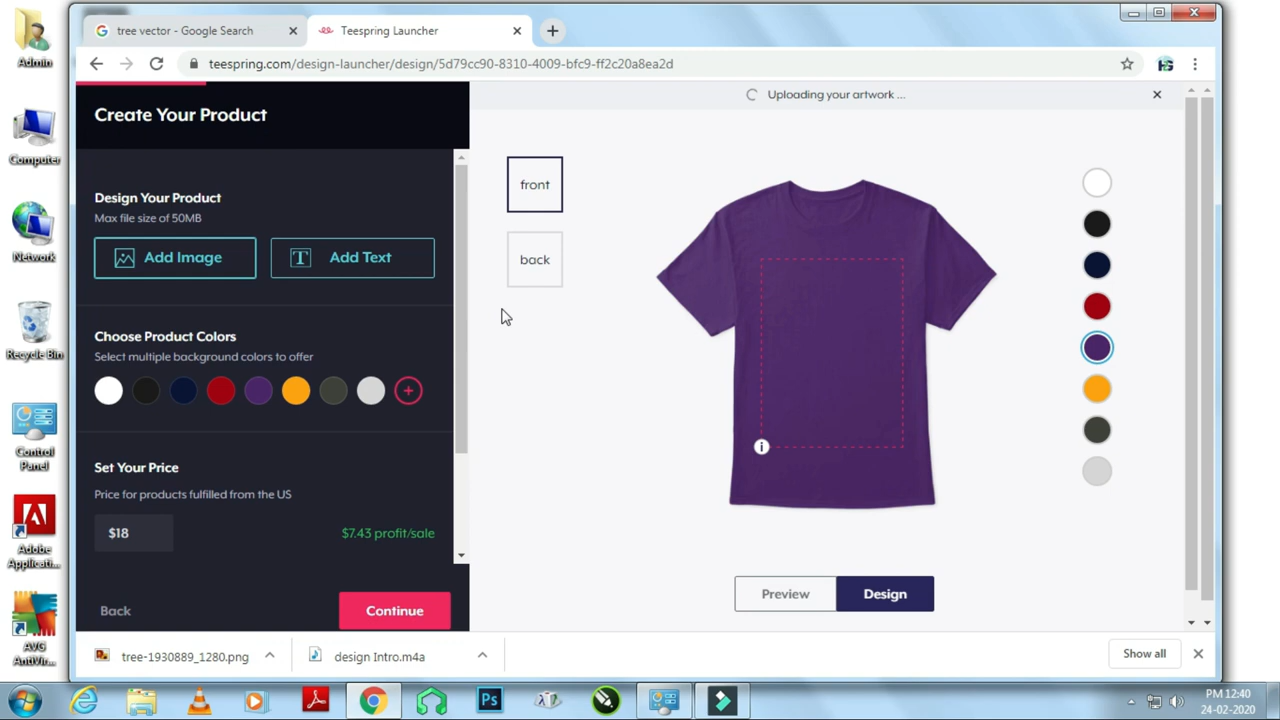 Admin
Computer
Network
Recycle Bin
Control
Panel
Adobe
Applicati...
AVG
AntiVir...
tree vector - Google Search
Teespring Launcher
teespring.com/design-launcher/design/5d79cc90-8310-4009-bfc9-ff2c20a8ea2d
Create Your Product
Uploading your artwork ...
Design Your Product
Max file size of 50MB
Add Image
T Add Text
front
back
Choose Product Colors
Select multiple background colors to offer
Set Your Price
Price for products fulfilled from the US
$18
$7.43 profit/sale
i
Back
Continue
Preview
Design
tree-1930889_1280.png
design Intro.m4a
Show all
Ps
PM 12:40
24-02-2020